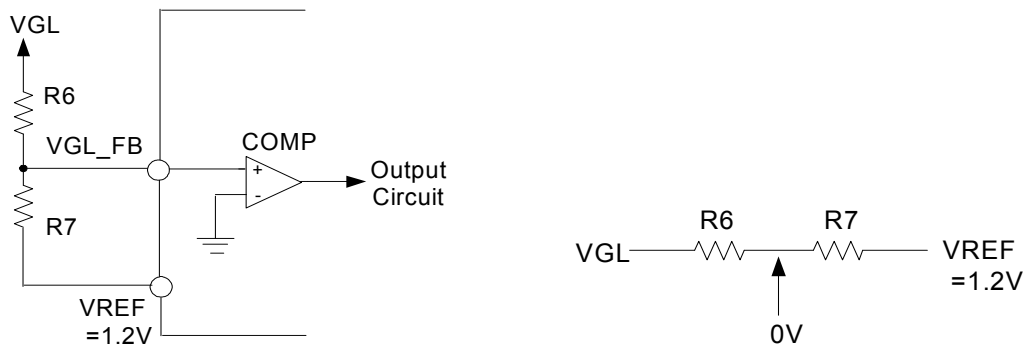 VGL
R6
VGL_FB
COMP
+
-
Output
Circuit
R7
VREF
=1.2V
R6
R7
VGL
VREF
=1.2V
0V